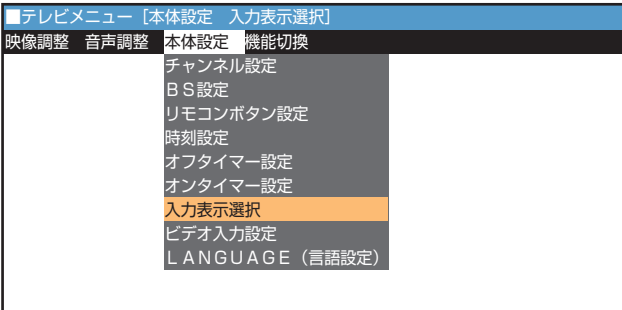 ■テレビメニュー［本体設定　入力表示選択］
映像調整　音声調整　本体設定　機能切換
チャンネル設定
ＢＳ設定
リモコンボタン設定
時刻設定
オフタイマー設定
オンタイマー設定
入力表示選択
ビデオ入力設定
ＬＡＮＧＵＡＧＥ（言語設定）